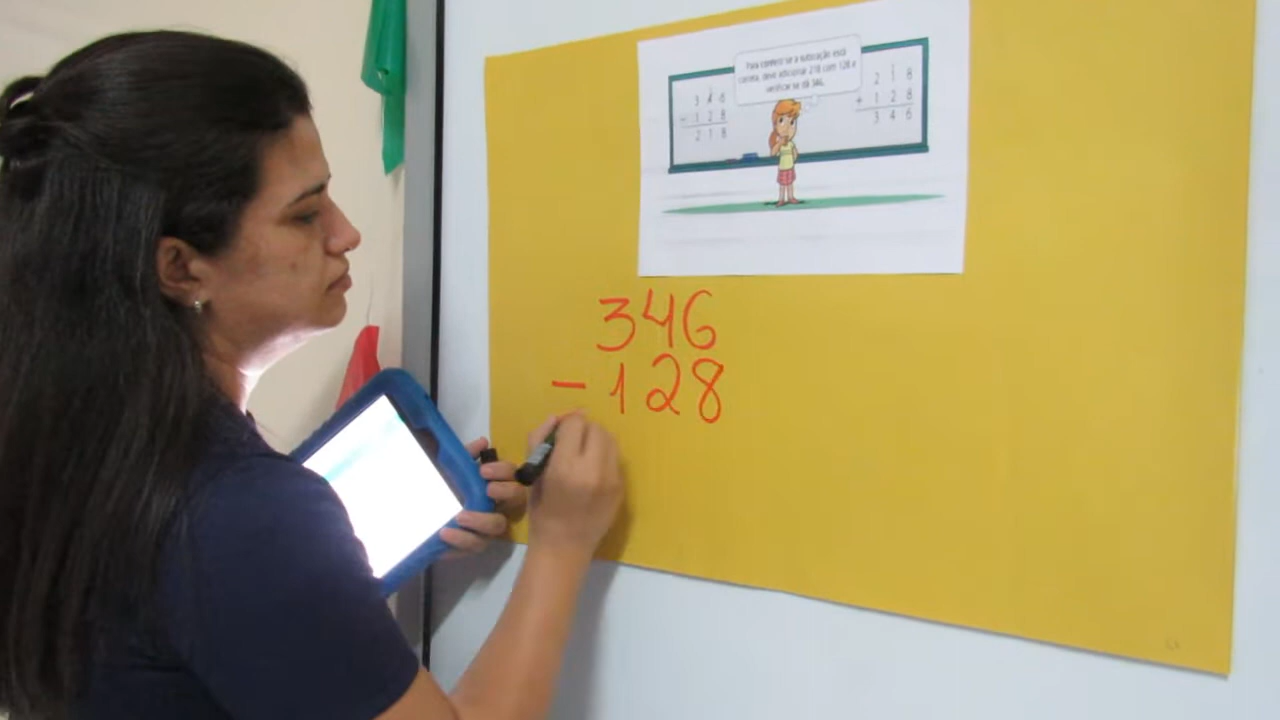 Para conferir se a subtração está
correta, devo adicionar 218 com 128 e
verificar se dá 346.
3 4 6
- 1 2 8
2 1 8
1
2 1 8
+ 1 2 8
3 4 6
346
- 128